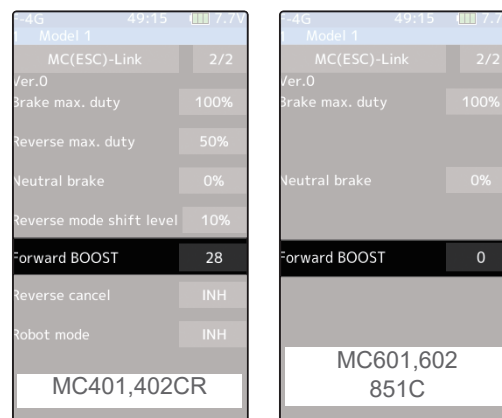 F-4G 49:15 7.7V
1 Model 1
MC(ESC)-Link 2/2
Ver.0
Brake max. duty 100%
Reverse max. duty 50%
Neutral brake 0%
Reverse mode shift level 10%
Forward BOOST 28
Reverse cancel INH
Robot mode INH
MC401,402CR
F-4G 49:15 7.7V
1 Model 1
MC(ESC)-Link 2/2
Ver.0
Brake max. duty 100%
Neutral brake 0%
Forward BOOST 0
MC601,602
851C